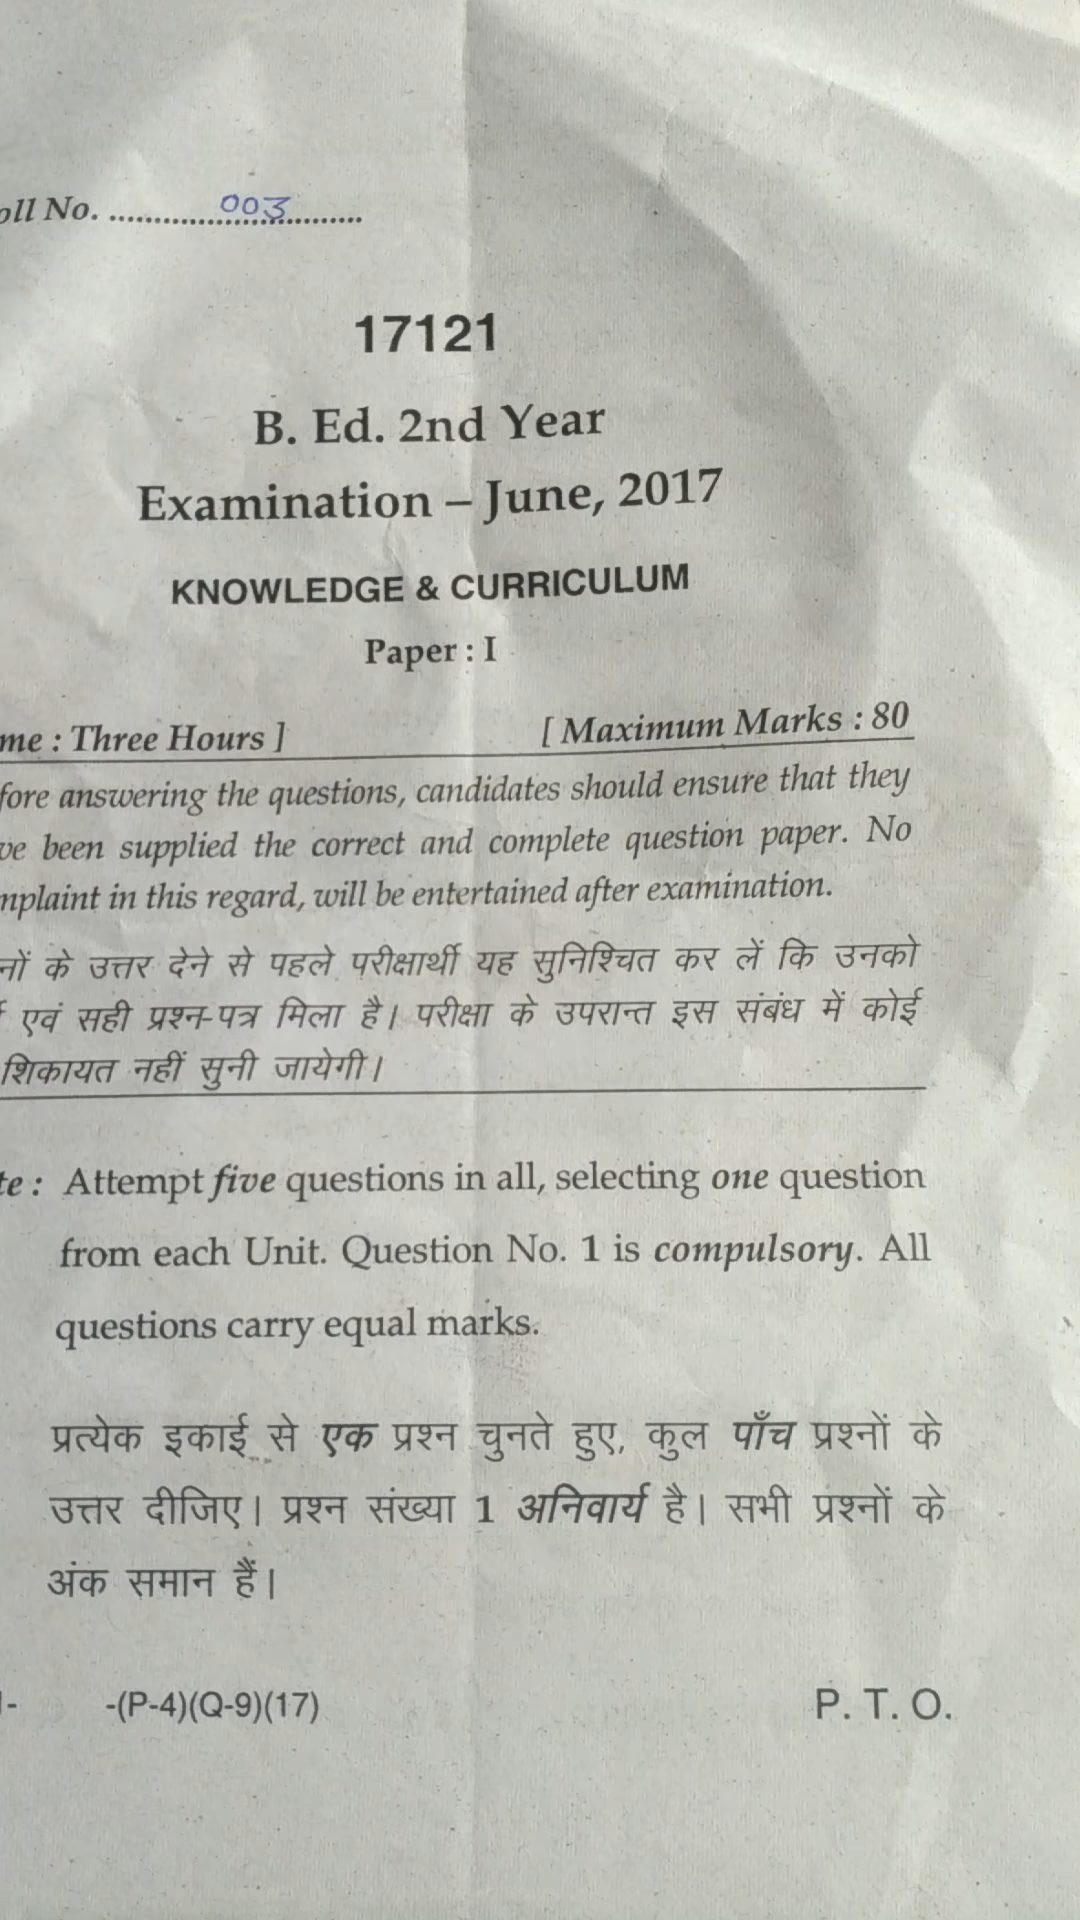 oll No. ............003............
17121
B. Ed. 2nd Year
Examination – June, 2017
KNOWLEDGE & CURRICULUM
Paper : I
me : Three Hours ] [ Maximum Marks : 80
fore answering the questions, candidates should ensure that they
ve been supplied the correct and complete question paper. No
mplaint in this regard, will be entertained after examination.
नों के उत्तर देने से पहले परीक्षार्थी यह सुनिश्चित कर लें कि उनको
एवं सही प्रश्न-पत्र मिला है। परीक्षा के उपरान्त इस संबंध में कोई
शिकायत नहीं सुनी जायेगी।
te : Attempt five questions in all, selecting one question
from each Unit. Question No. 1 is compulsory. All
questions carry equal marks.
प्रत्येक इकाई से एक प्रश्न चुनते हुए, कुल पाँच प्रश्नों के
उत्तर दीजिए। प्रश्न संख्या 1 अनिवार्य है। सभी प्रश्नों के
अंक समान हैं।
- -(P-4)(Q-9)(17) P. T. O.